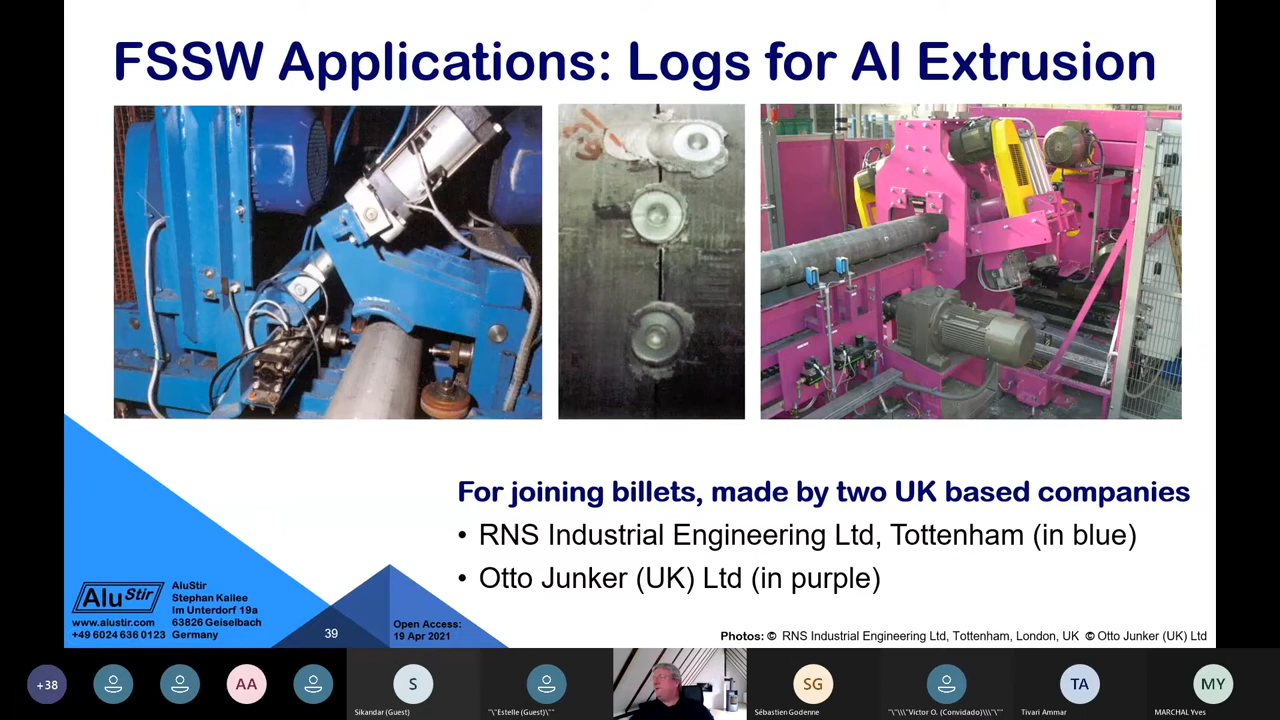 FSSW Applications: Logs for Al Extrusion
For joining billets, made by two UK based companies
• RNS Industrial Engineering Ltd, Tottenham (in blue)
• Otto Junker (UK) Ltd (in purple)
Alu Stir
www.alustir.com
+49 6024 636 0123
AluStir
Stephan Kallee
Im Unterdorf 19a
63826 Geiselbach
Germany
39
Open Access:
19 Apr 2021
Photos: © RNS Industrial Engineering Ltd, Tottenham, London, UK © Otto Junker (UK) Ltd
+38
AA
S
SG
TA
MY
Sikandar (Guest)
"\"Estelle (Guest)\""
Sébastien Godenne
"\"\\\"Victor O. (Convidado)\\\"\""
Tivari Ammar
MARCHAL Yves